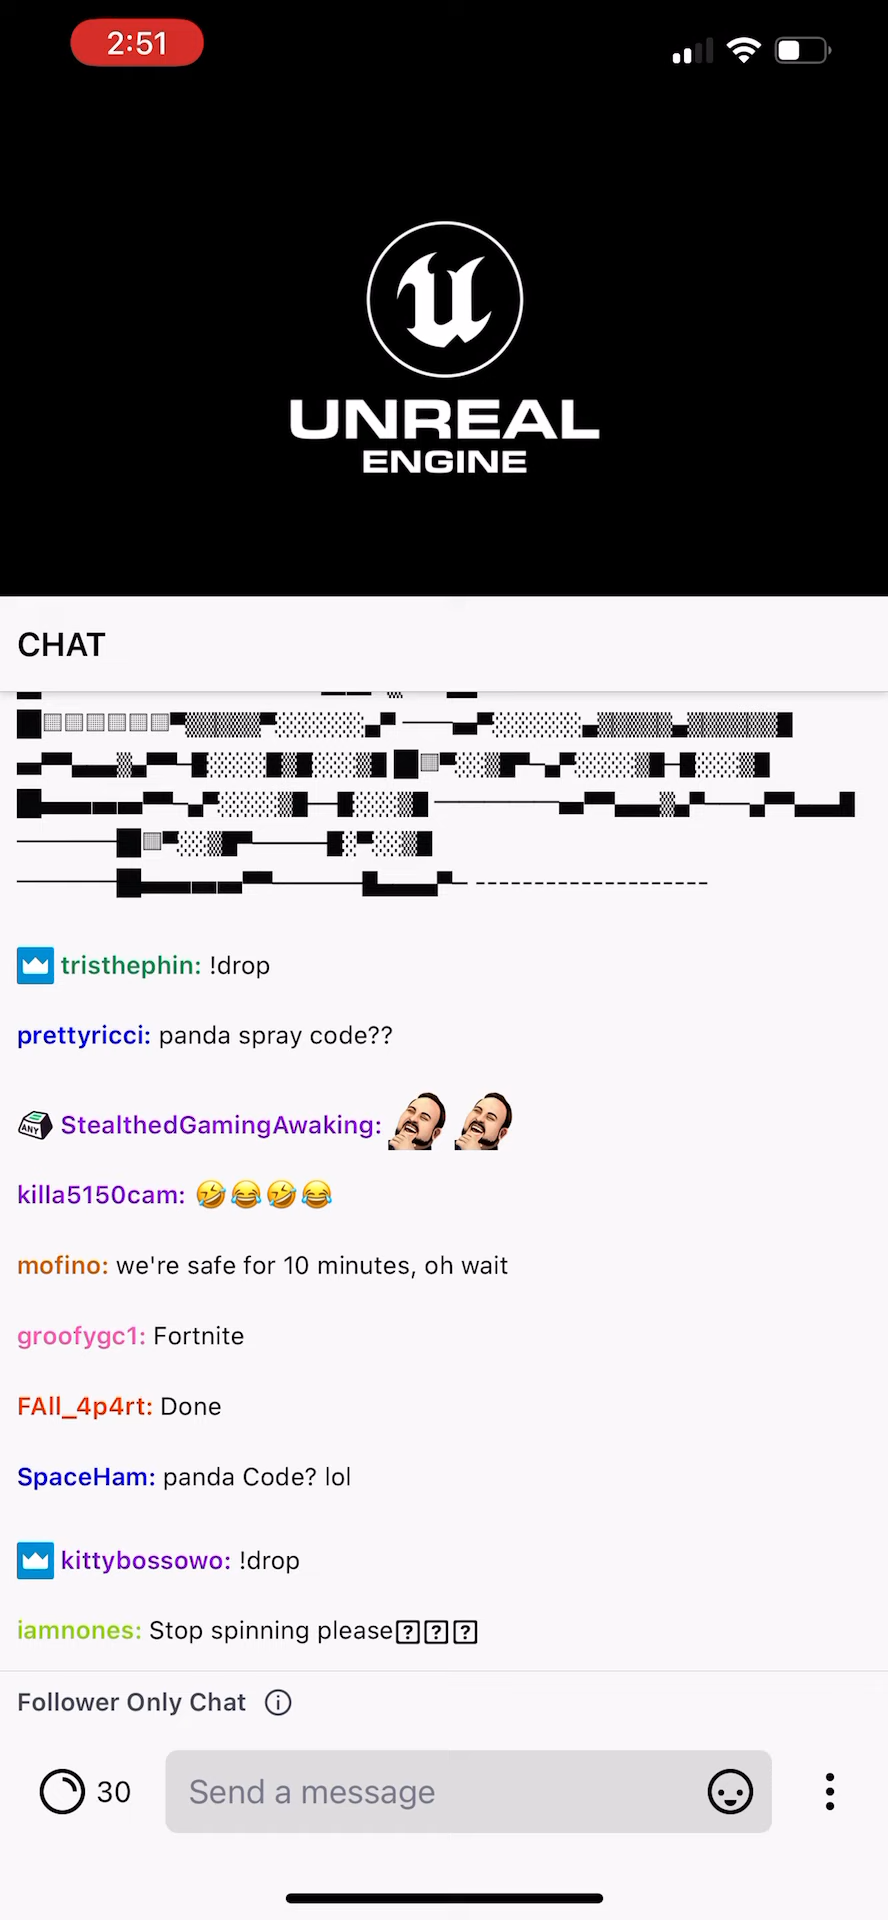 2:51
UNREAL
ENGINE
CHAT
tristhephin: !drop
prettyricci: panda spray code??
ANY StealthedGamingAwaking:
killa5150cam: 🤣😂🤣😂
mofino: we're safe for 10 minutes, oh wait
groofygc1: Fortnite
FAll_4p4rt: Done
SpaceHam: panda Code? lol
kittybossowo: !drop
iamnones: Stop spinning please⍰⍰⍰
Follower Only Chat
30
Send a message